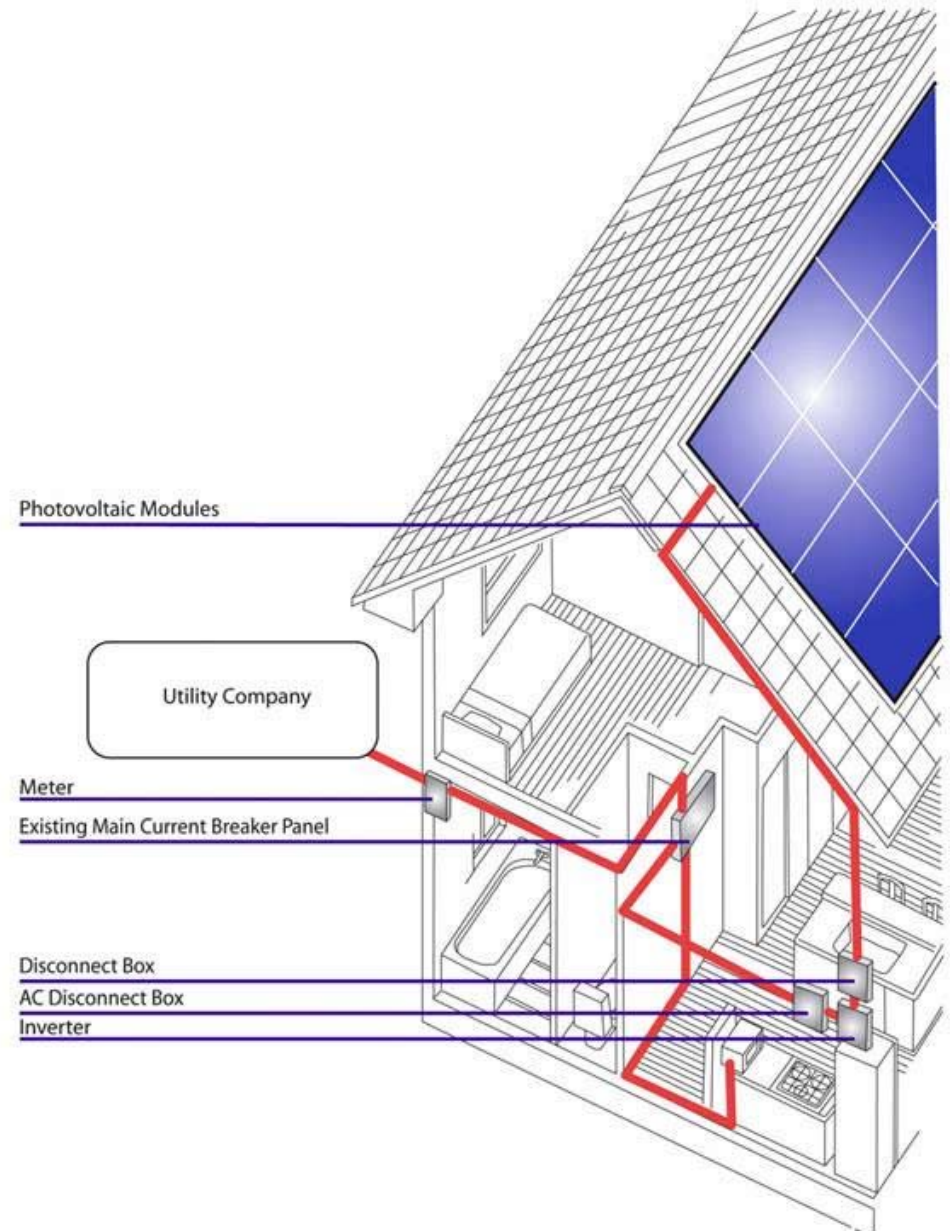 Photovoltaic Modules
Utility Company
Meter
Existing Main Current Breaker Panel
Disconnect Box
AC Disconnect Box
Inverter